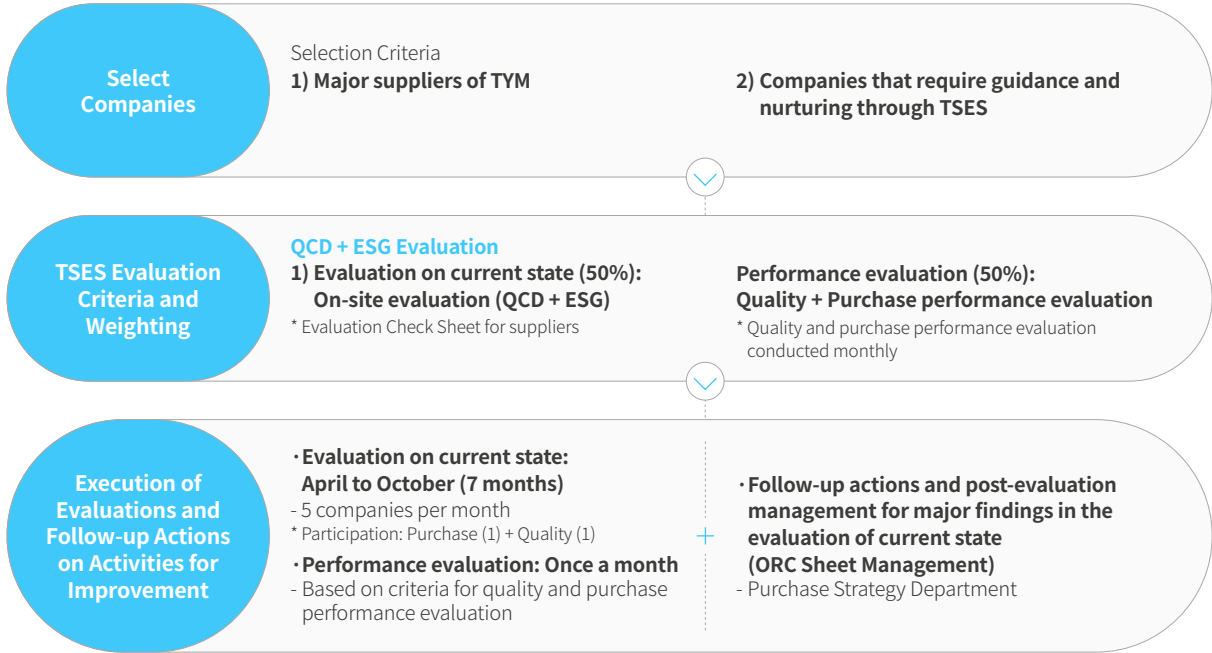 Select
Companies
Selection Criteria
1) Major suppliers of TYM
2) Companies that require guidance and
nurturing through TSES
TSES Evaluation
Criteria and
Weighting
QCD + ESG Evaluation
1) Evaluation on current state (50%):
On-site evaluation (QCD + ESG)
* Evaluation Check Sheet for suppliers
Performance evaluation (50%):
Quality + Purchase performance evaluation
* Quality and purchase performance evaluation
conducted monthly
Execution of
Evaluations and
Follow-up Actions
on Activities for
Improvement
· Evaluation on current state:
April to October (7 months)
- 5 companies per month
* Participation: Purchase (1) + Quality (1)
· Performance evaluation: Once a month
- Based on criteria for quality and purchase
performance evaluation
+
· Follow-up actions and post-evaluation
management for major findings in the
evaluation of current state
(ORC Sheet Management)
- Purchase Strategy Department